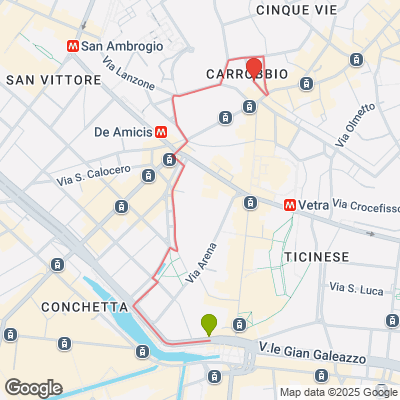 CINQUE VIE
San Ambrogio
Via Lanzone
CARROBBIO
SAN VITTORE
Via Olmetto
De Amicis
Via S. Calocero
Vetra
Via Crocefisso
Via Arena
TICINESE
Via S. Luca
CONCHETTA
V.le Gian Galeazzo
Google
Map data ©2025 Google